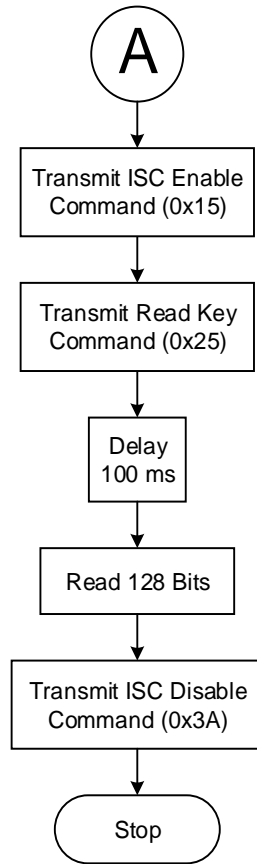 A
Transmit ISC Enable
Command (0x15)
Transmit Read Key
Command (0x25)
Delay
100 ms
Read 128 Bits
Transmit ISC Disable
Command (0x3A)
Stop